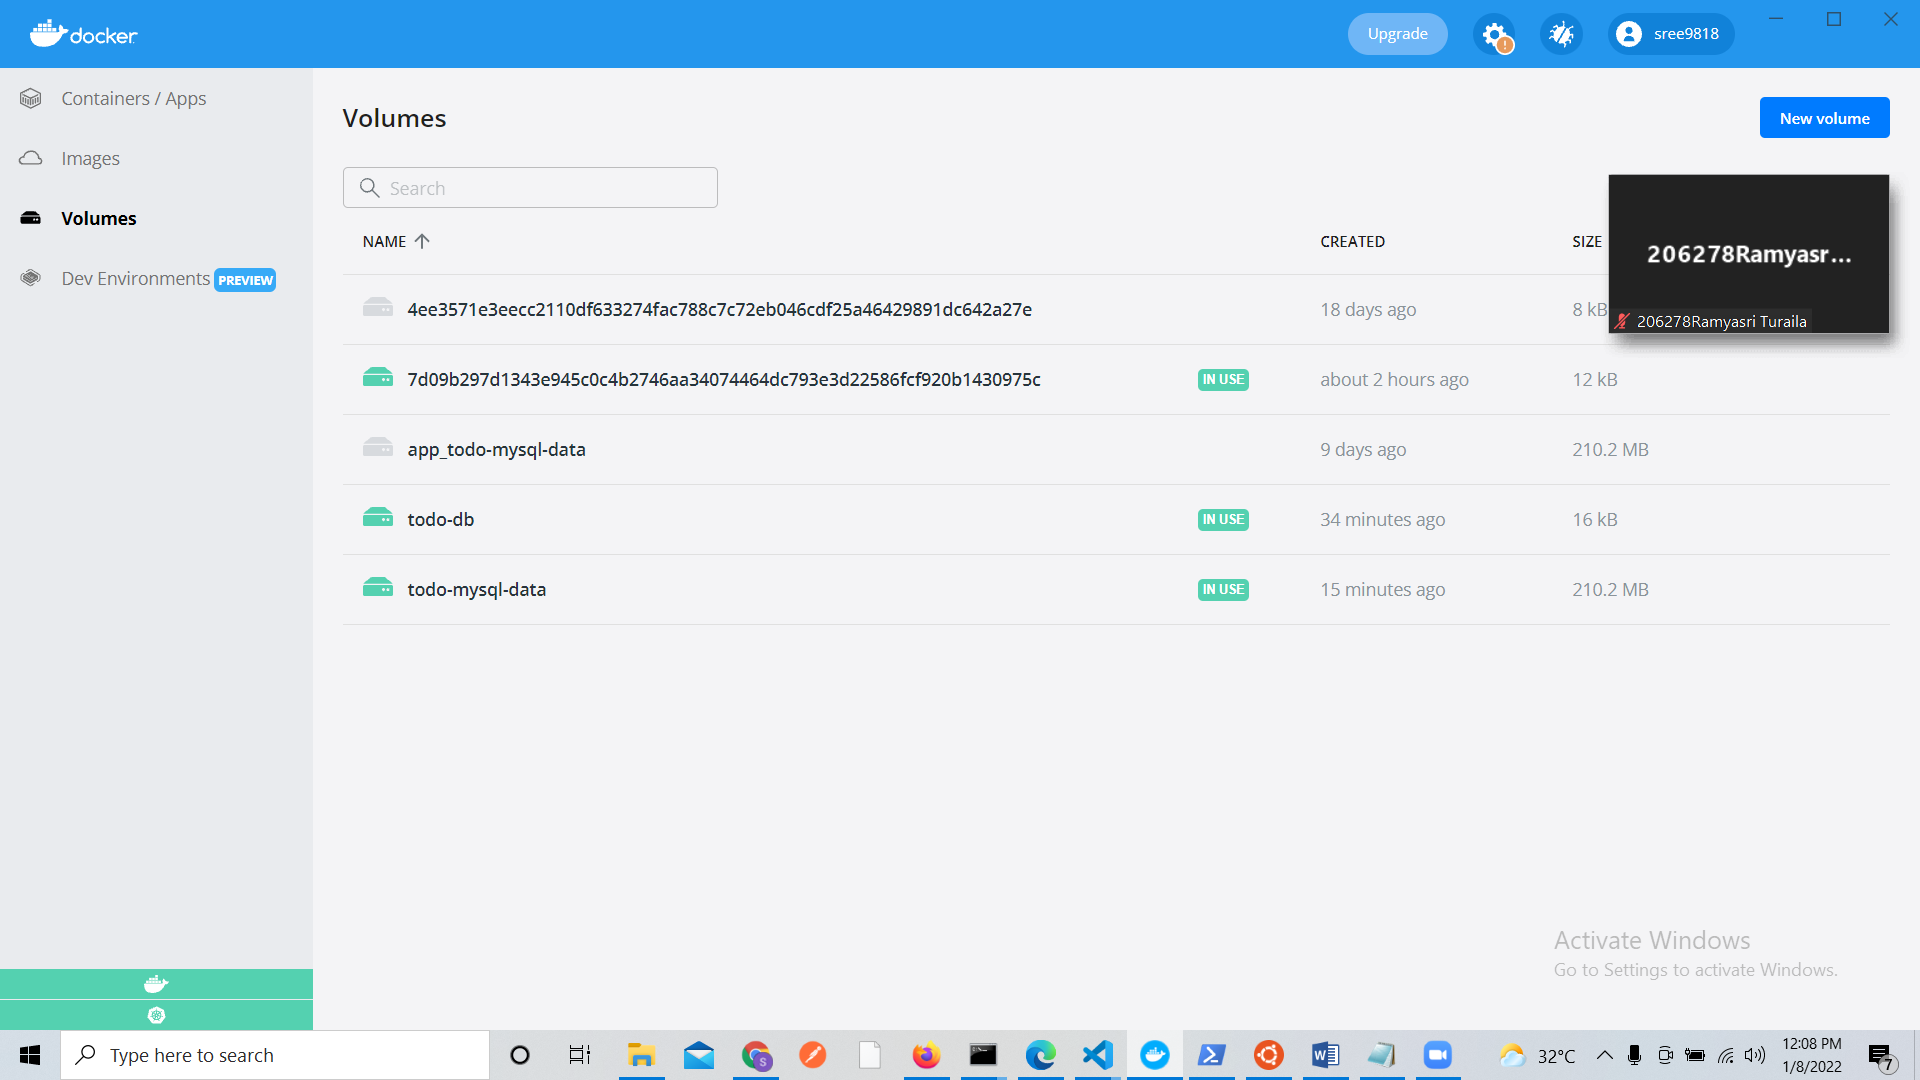 docker
Upgrade
sree9818
Containers / Apps
Images
Volumes
Dev Environments PREVIEW
Volumes
New volume
Search
NAME CREATED SIZE
4ee3571e3eecc2110df633274fac788c7c72eb046cdf25a46429891dc642a27e 18 days ago 8 kB
7d09b297d1343e945c0c4b2746aa34074464dc793e3d22586fcf920b1430975c IN USE about 2 hours ago 12 kB
app_todo-mysql-data 9 days ago 210.2 MB
todo-db IN USE 34 minutes ago 16 kB
todo-mysql-data IN USE 15 minutes ago 210.2 MB
206278Ramyasr...
206278Ramyasri Turaila
Activate Windows
Go to Settings to activate Windows.
Type here to search
S
32°C
12:08 PM
1/8/2022
7